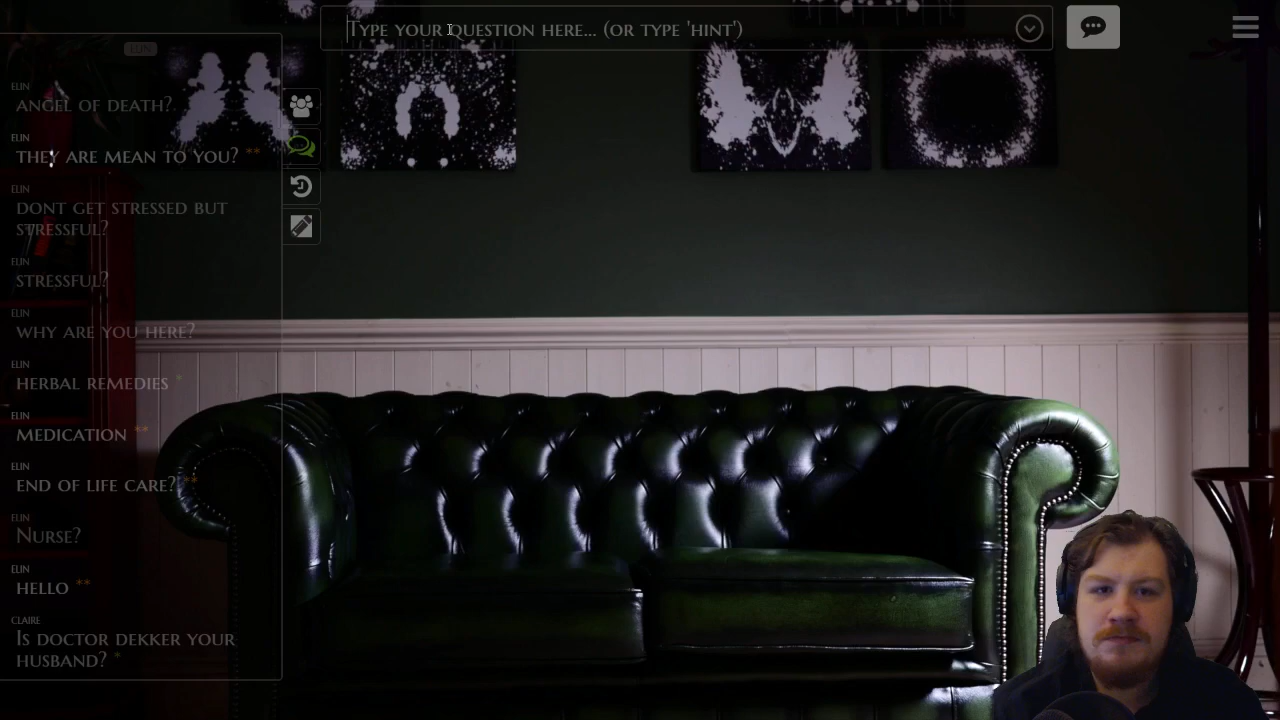 Type your question here... (or type 'hint')
ELIN
ELIN
ANGEL OF DEATH?
ELIN
THEY ARE MEAN TO YOU? **
ELIN
DONT GET STRESSED BUT
STRESSFUL?
ELIN
STRESSFUL?
ELIN
WHY ARE YOU HERE?
ELIN
HERBAL REMEDIES *
ELIN
MEDICATION **
ELIN
END OF LIFE CARE? **
ELIN
Nurse?
ELIN
HELLO **
CLAIRE
Is doctor dekker your
husband? *